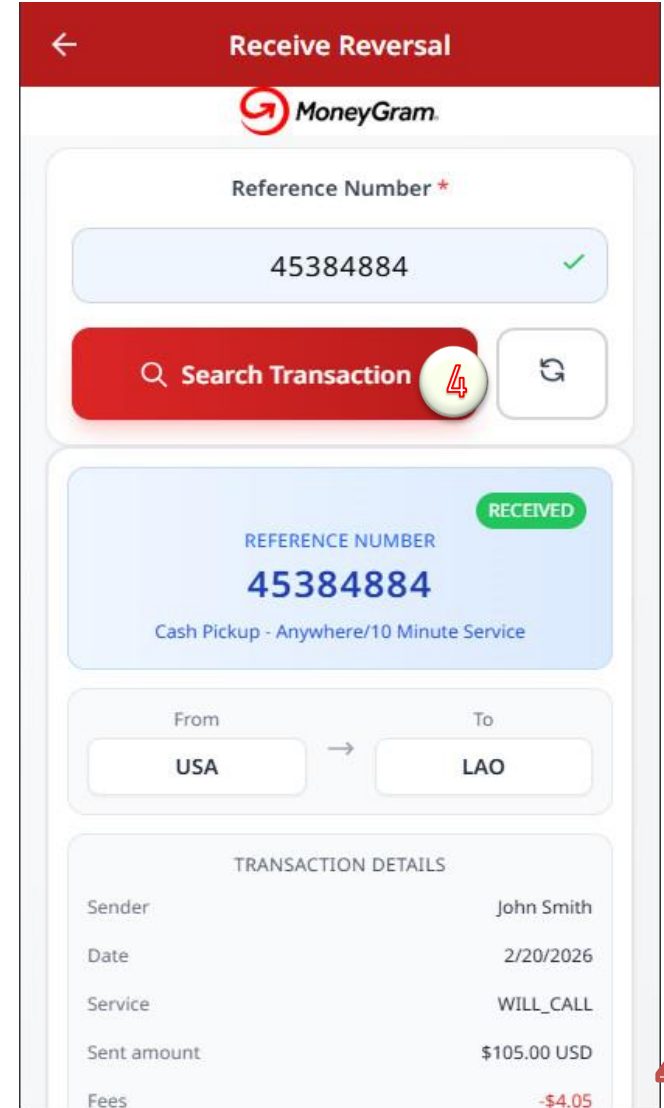 Receive Reversal
MoneyGram.
Reference Number *
45384884
Search Transaction 4
RECEIVED
REFERENCE NUMBER
45384884
Cash Pickup - Anywhere/10 Minute Service
From To
USA → LAO
TRANSACTION DETAILS
Sender John Smith
Date 2/20/2026
Service WILL_CALL
Sent amount $105.00 USD
Fees -$4.05